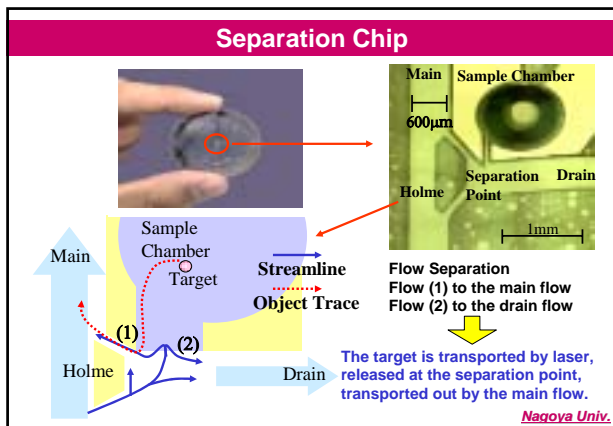 Separation Chip
Main
Sample Chamber
600µm
Separation
Point
Drain
Holme
1mm
Sample
Chamber
Target
Main
Streamline
Object Trace
(1)
(2)
Holme
Drain
Flow Separation
Flow (1) to the main flow
Flow (2) to the drain flow
The target is transported by laser,
released at the separation point,
transported out by the main flow.
Nagoya Univ.